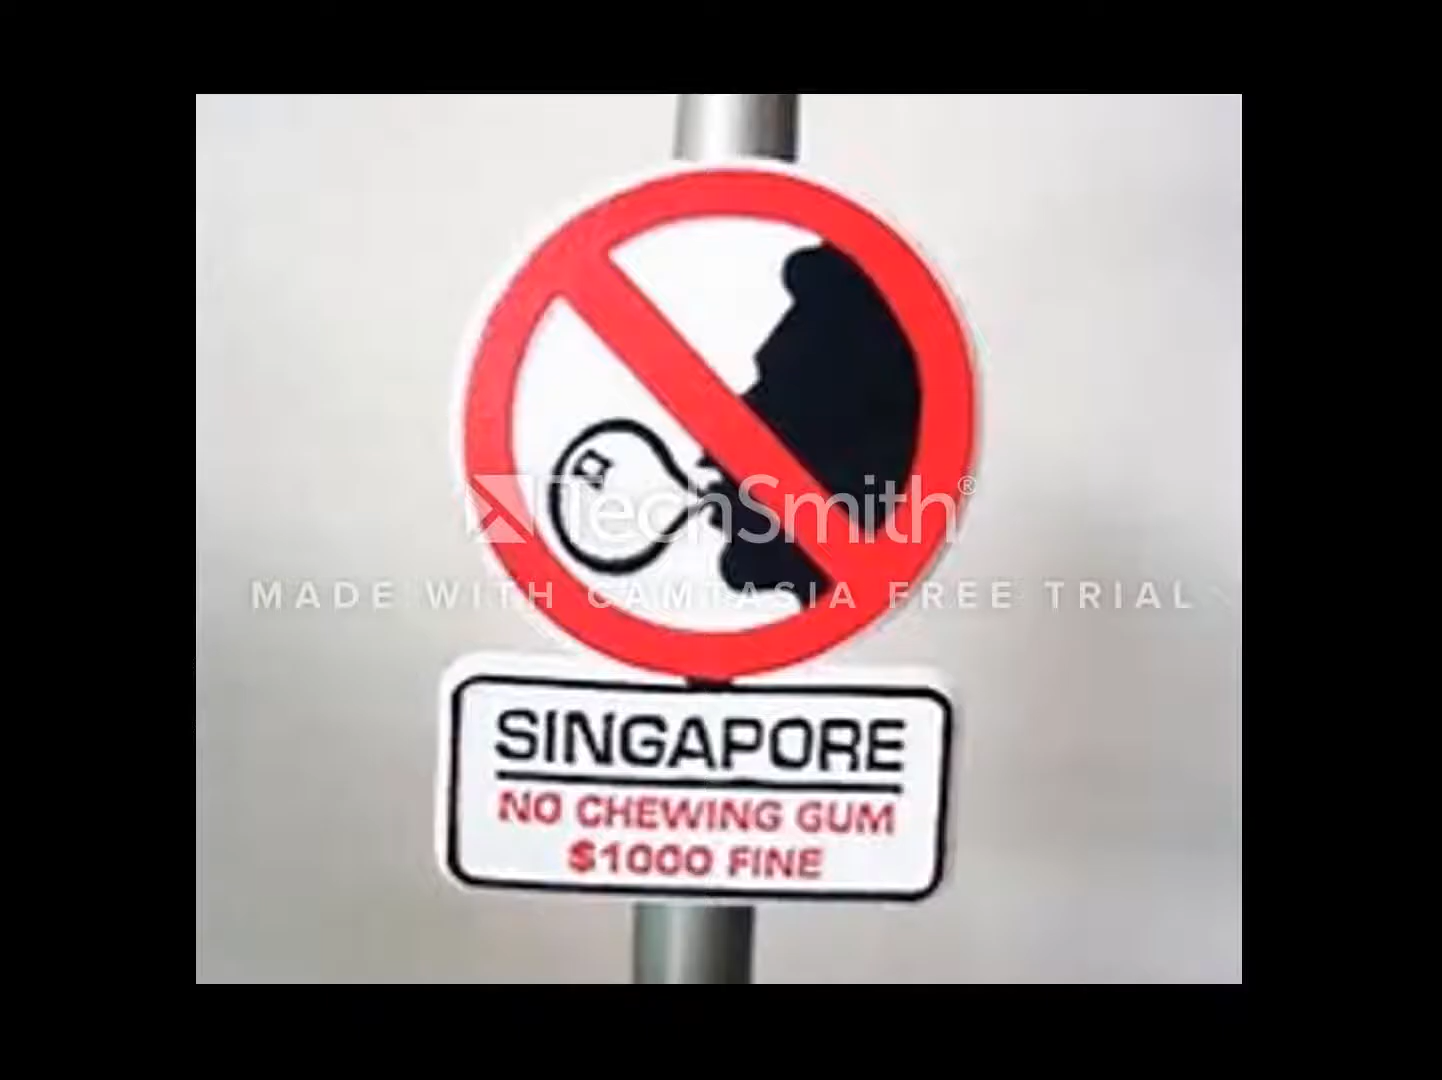 TechSmith®
MADE WITH CAMTASIA FREE TRIAL
SINGAPORE
NO CHEWING GUM
$1000 FINE